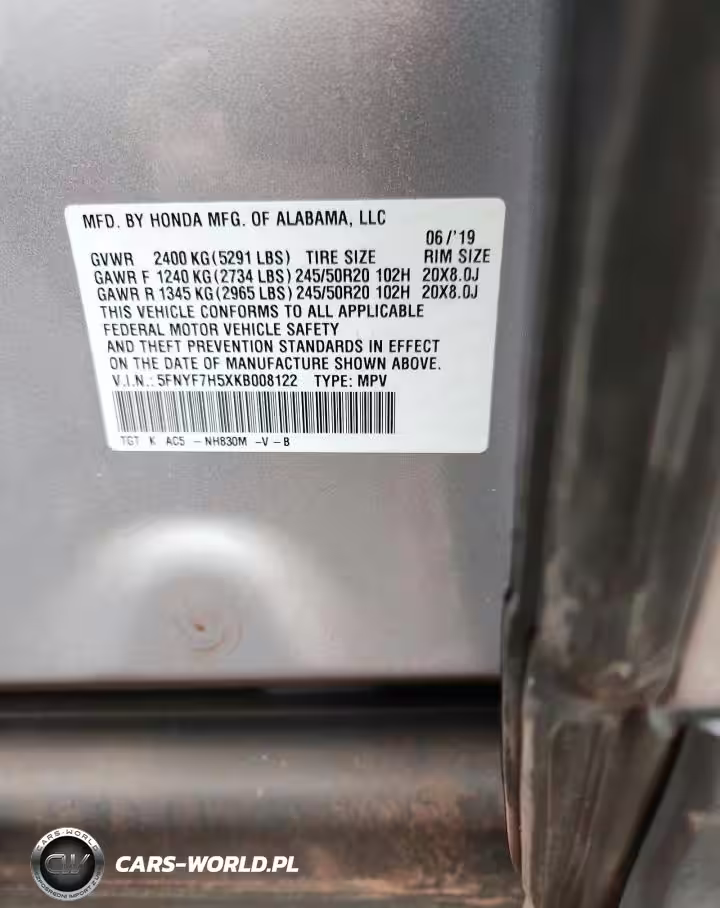 MFD. BY HONDA MFG. OF ALABAMA, LLC
06/'19
GVWR 2400 KG(5291 LBS) TIRE SIZE RIM SIZE
GAWR F 1240 KG(2734 LBS) 245/50R20 102H 20X8.0J
GAWR R 1345 KG(2965 LBS) 245/50R20 102H 20X8.0J
THIS VEHICLE CONFORMS TO ALL APPLICABLE
FEDERAL MOTOR VEHICLE SAFETY
AND THEFT PREVENTION STANDARDS IN EFFECT
ON THE DATE OF MANUFACTURE SHOWN ABOVE.
V.I.N.: 5FNYF7H5XKB008122 TYPE: MPV
TGT K AC5 - NH830M -V - B
CARS-WORLD
CW
CARS-WORLD.PL